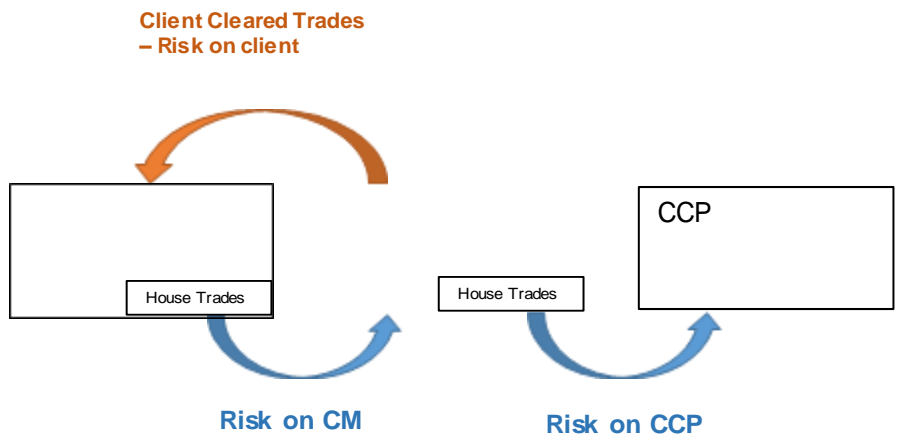 Client Cleared Trades
– Risk on client
CCP
House Trades
House Trades
Risk on CM
Risk on CCP